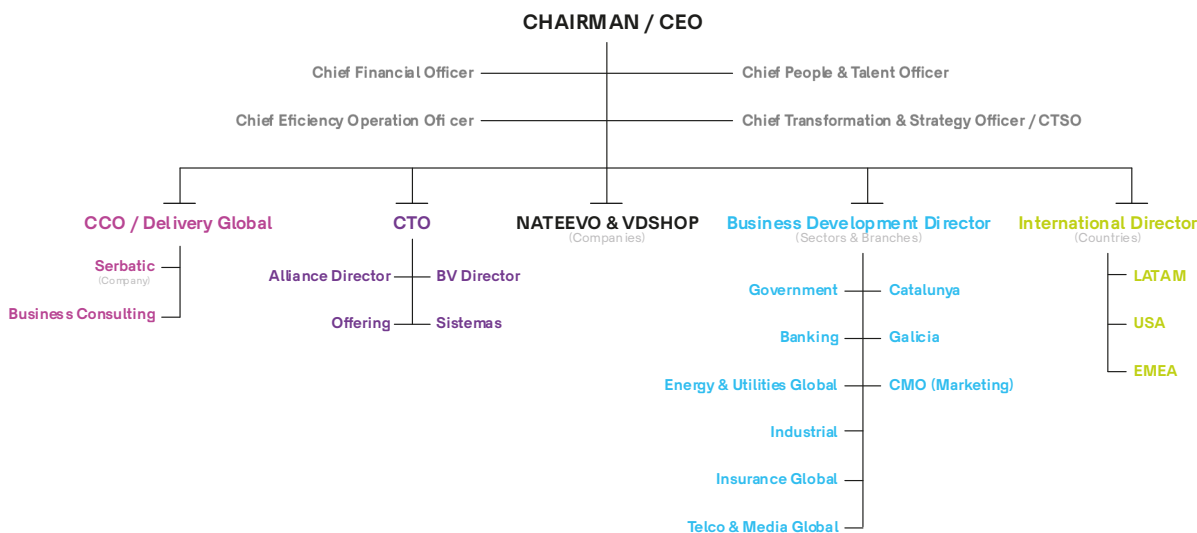 CHAIRMAN / CEO
Chief Financial Officer
Chief People & Talent Officer
Chief Eficiency Operation Ofi cer
Chief Transformation & Strategy Officer / CTSO
CCO / Delivery Global
Serbatic
(Company)
Business Consulting
CTO
Alliance Director
BV Director
Offering
Sistemas
NATEEVO & VDSHOP
(Companies)
Business Development Director
(Sectors & Branches)
Government
Catalunya
Banking
Galicia
Energy & Utilities Global
CMO (Marketing)
Industrial
Insurance Global
Telco & Media Global
International Director
(Countries)
LATAM
USA
EMEA